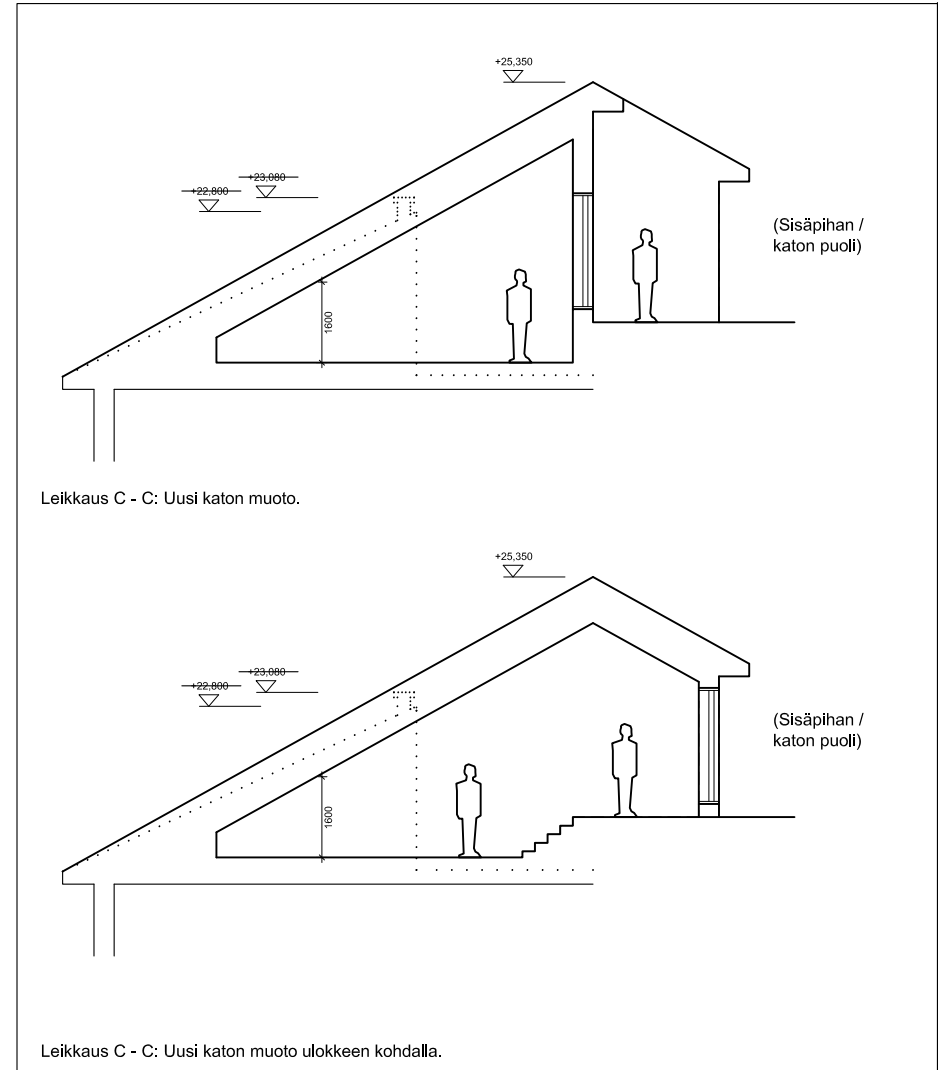 +25,350
+23,080
+22,800
(Sisäpihan /
katon puoli)
1600
Leikkaus C - C: Uusi katon muoto.
+25,350
+23,080
+22,800
(Sisäpihan /
katon puoli)
1600
Leikkaus C - C: Uusi katon muoto ulokkeen kohdalla.